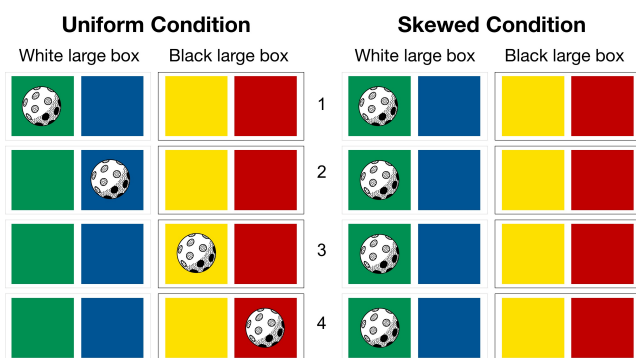 Uniform Condition Skewed Condition
White large box Black large box White large box Black large box
1
2
3
4